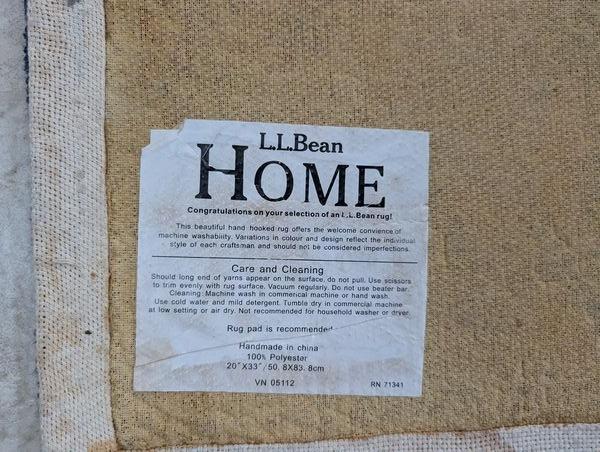 L.L.Bean
HOME
Congratulations on your selection of an L.L.Bean rug!
This beautiful hand hooked rug offers the welcome convience of
machine washability. Variations in colour and design reflect the individual
style of each craftsman and should not be considered imperfections.
Care and Cleaning
Should long end of yarns appear on the surface, do not pull. Use scissors
to trim evenly with rug surface. Vacuum regularly. Do not use beater bar.
Cleaning: Machine wash in commerical machine or hand wash.
Use cold water and mild detergent. Tumble dry in commercial machine
at low setting or air dry. Not recommended for household washer or dryer.
Rug pad is recommended
Handmade in china
100% Polyester
20"X33"/50.8X83.8cm
VN 05112
RN 71341